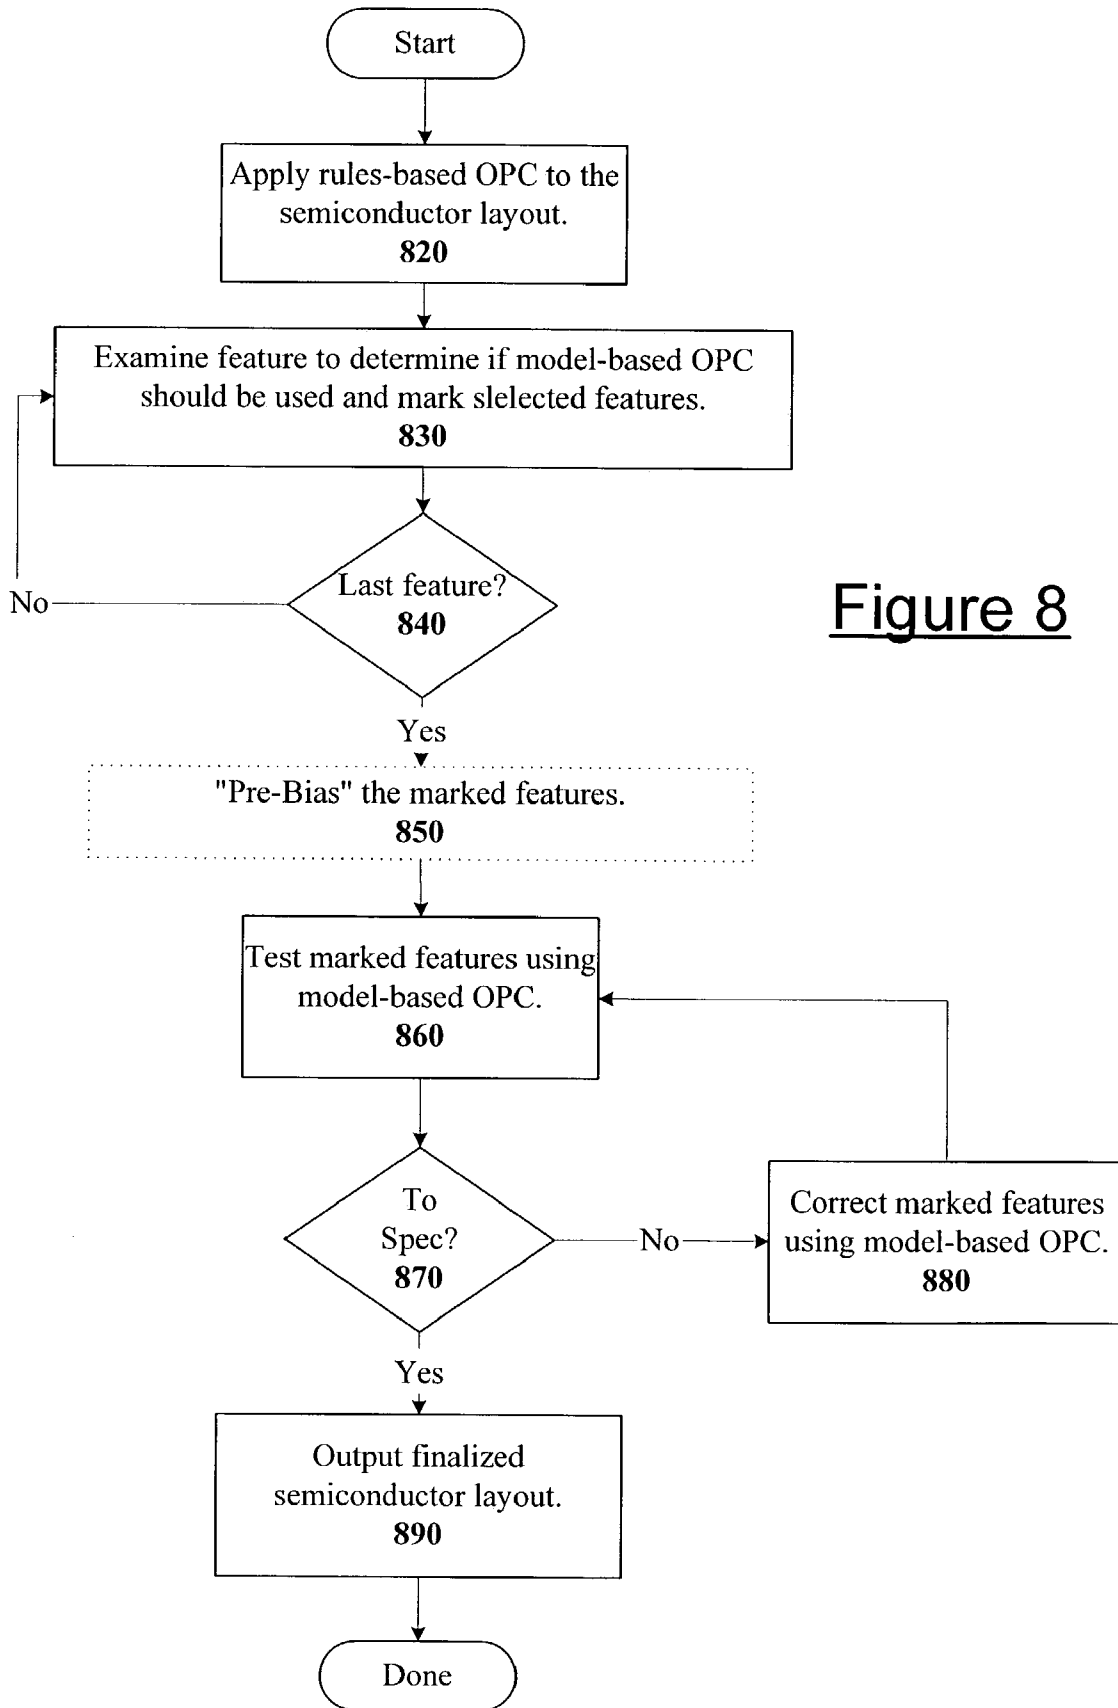 Start
Apply rules-based OPC to the
semiconductor layout.
820
Examine feature to determine if model-based OPC
should be used and mark slelected features.
830
Last feature?
840
No
Figure 8
Yes
"Pre-Bias" the marked features.
850
Test marked features using
model-based OPC.
860
To
Spec?
870
No
Correct marked features
using model-based OPC.
880
Yes
Output finalized
semiconductor layout.
890
Done